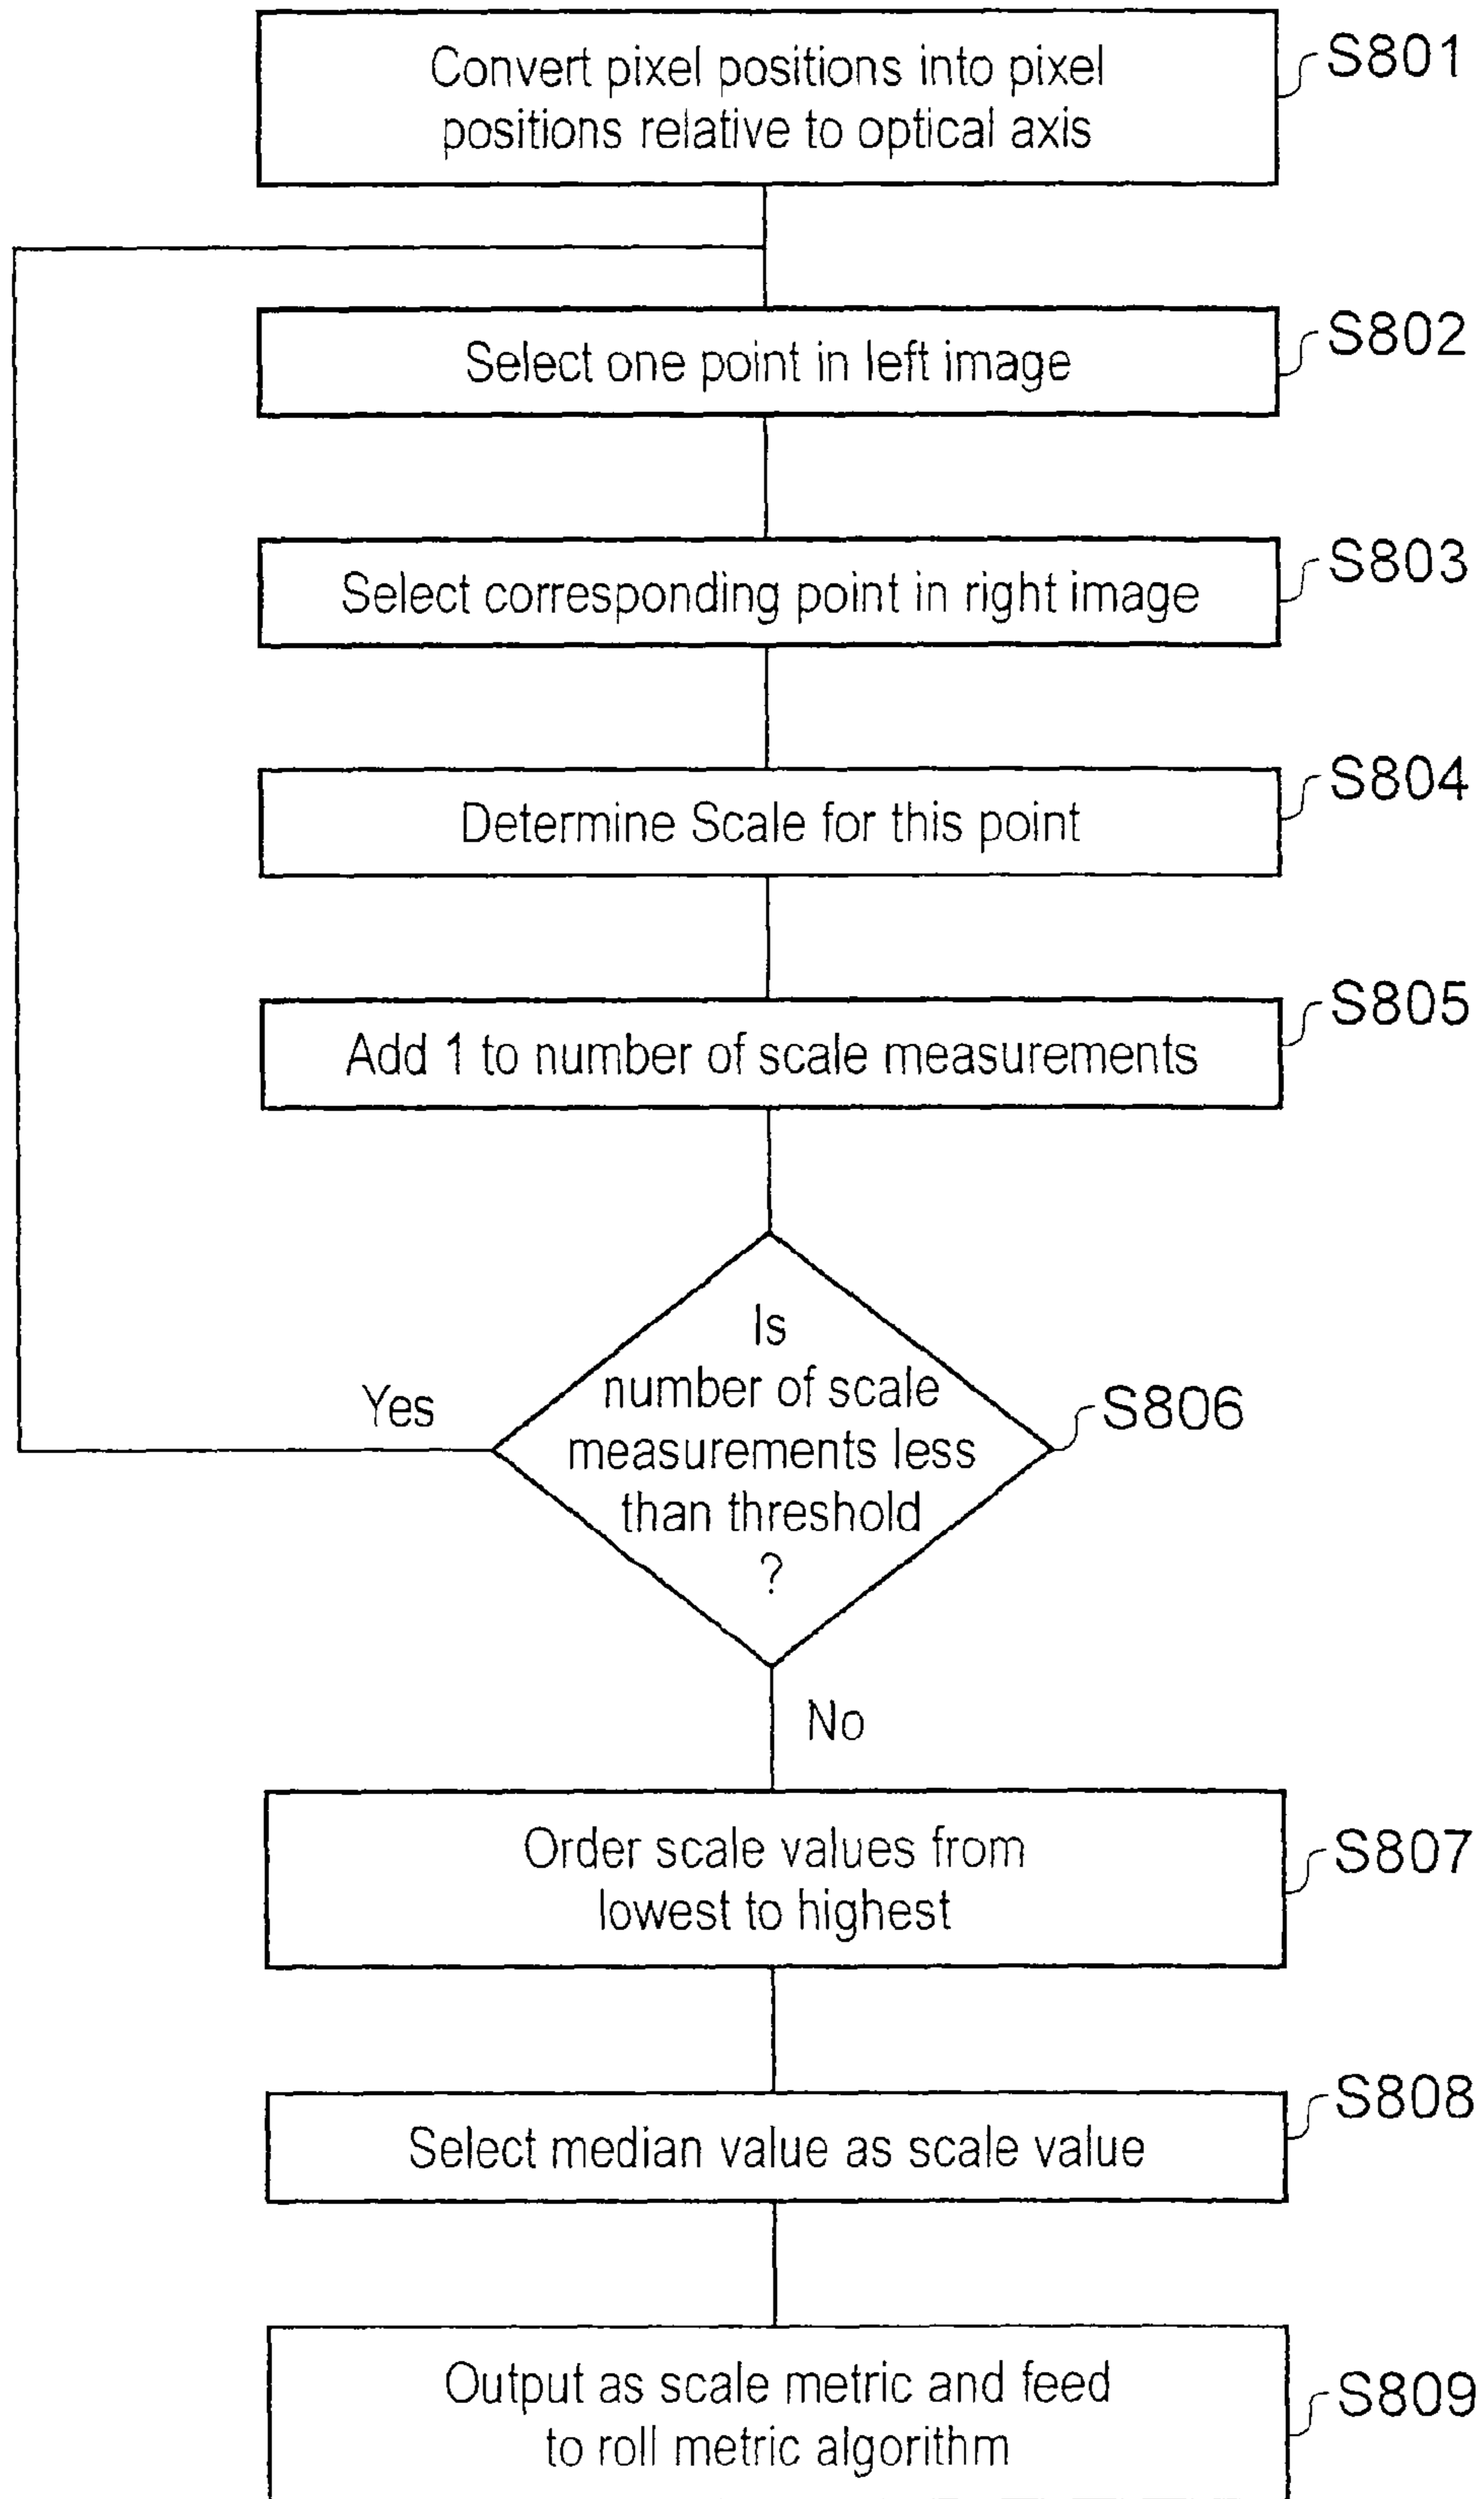 Convert pixel positions into pixel
positions relative to optical axis
S801
Select one point in left image
S802
Select corresponding point in right image
S803
Determine Scale for this point
S804
Add 1 to number of scale measurements
S805
Is
number of scale
measurements less
than threshold
?
S806
Yes
No
Order scale values from
lowest to highest
S807
Select median value as scale value
S808
Output as scale metric and feed
to roll metric algorithm
S809